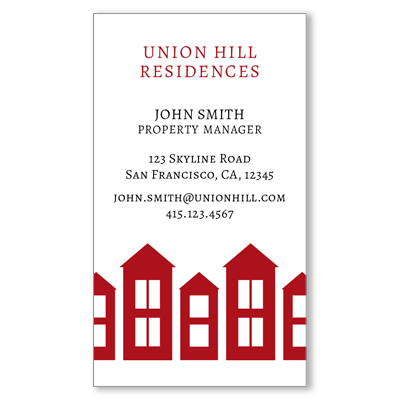 UNION HILL
RESIDENCES
JOHN SMITH
PROPERTY MANAGER
123 SKYLINE ROAD
SAN FRANCISCO, CA, 12345
JOHN.SMITH@UNIONHILL.COM
415.123.4567